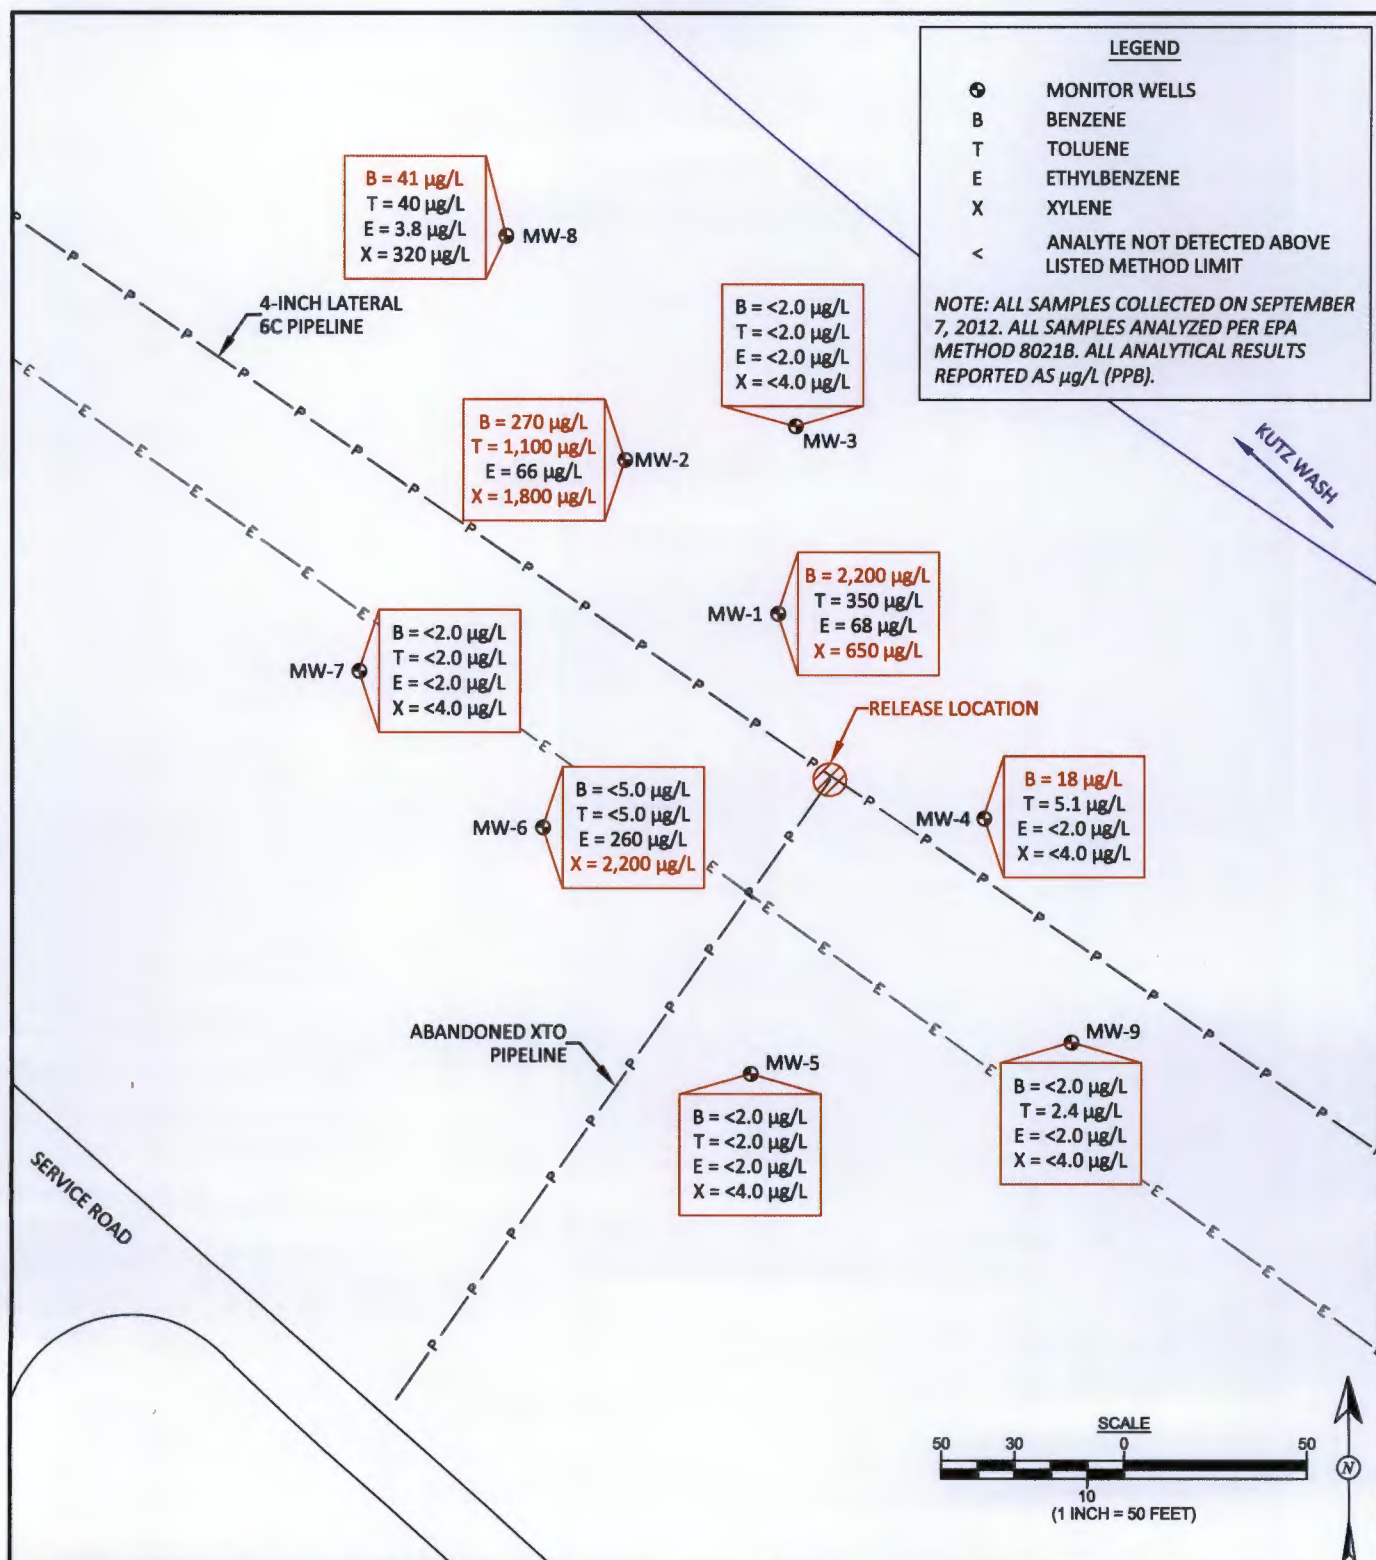 LEGEND
MONITOR WELLS
B BENZENE
T TOLUENE
E ETHYLBENZENE
X XYLENE
< ANALYTE NOT DETECTED ABOVE
LISTED METHOD LIMIT
NOTE: ALL SAMPLES COLLECTED ON SEPTEMBER
7, 2012. ALL SAMPLES ANALYZED PER EPA
METHOD 8021B. ALL ANALYTICAL RESULTS
REPORTED AS µg/L (PPB).
B = 41 µg/L
T = 40 µg/L
E = 3.8 µg/L
X = 320 µg/L
MW-8
4-INCH LATERAL
6C PIPELINE
B = <2.0 µg/L
T = <2.0 µg/L
E = <2.0 µg/L
X = <4.0 µg/L
MW-3
B = 270 µg/L
T = 1,100 µg/L
E = 66 µg/L
X = 1,800 µg/L
MW-2
KUTZ WASH
MW-1
B = 2,200 µg/L
T = 350 µg/L
E = 68 µg/L
X = 650 µg/L
MW-7
B = <2.0 µg/L
T = <2.0 µg/L
E = <2.0 µg/L
X = <4.0 µg/L
RELEASE LOCATION
MW-6
B = <5.0 µg/L
T = <5.0 µg/L
E = 260 µg/L
X = 2,200 µg/L
MW-4
B = 18 µg/L
T = 5.1 µg/L
E = <2.0 µg/L
X = <4.0 µg/L
ABANDONED XTO
PIPELINE
MW-5
B = <2.0 µg/L
T = <2.0 µg/L
E = <2.0 µg/L
X = <4.0 µg/L
MW-9
B = <2.0 µg/L
T = 2.4 µg/L
E = <2.0 µg/L
X = <4.0 µg/L
SERVICE ROAD
SCALE
50 30 0 50
10
(1 INCH = 50 FEET)
N